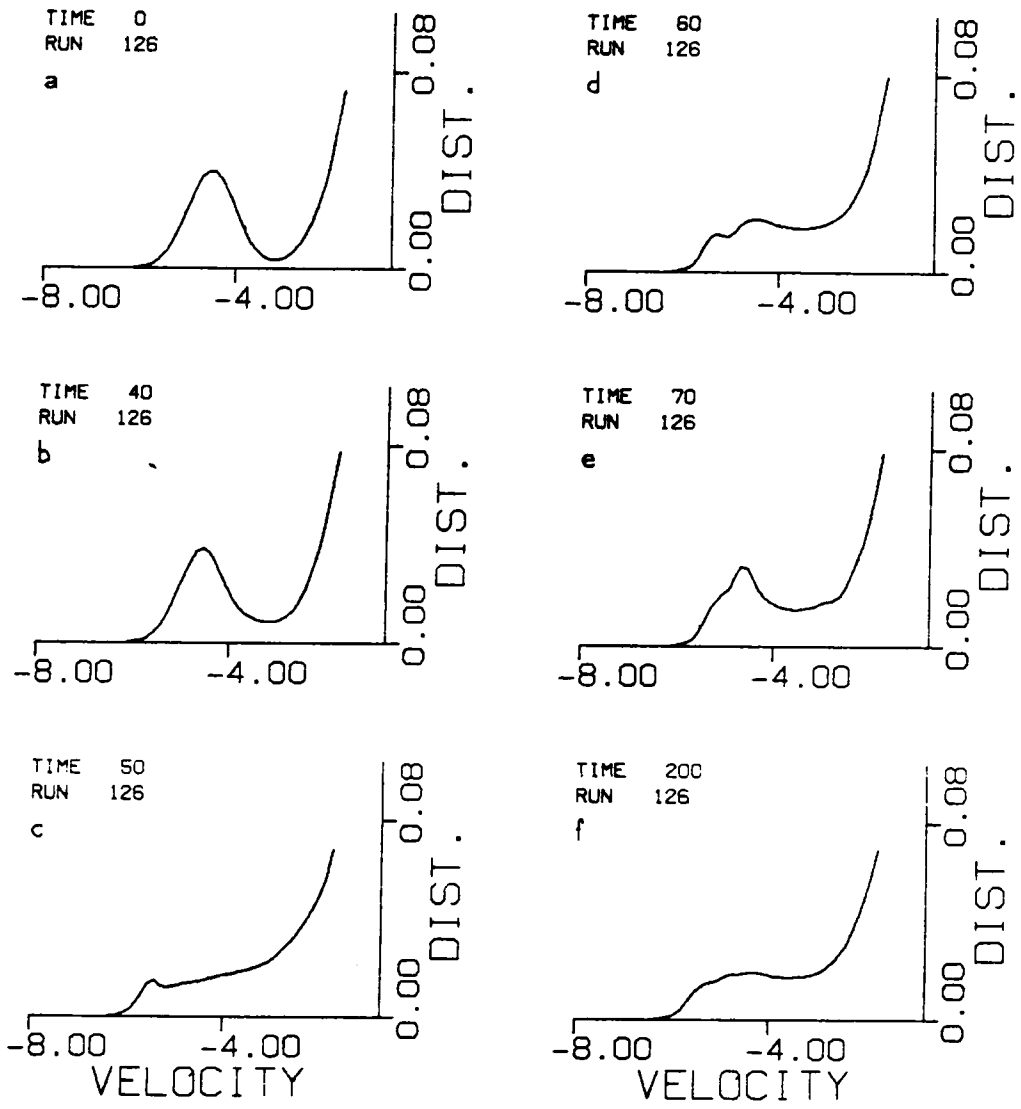 TIME 0
RUN 126
a
0.08
0.00
DIST.
-8.00
-4.00
TIME 40
RUN 126
b
0.08
0.00
DIST.
-8.00
-4.00
TIME 50
RUN 126
c
0.08
0.00
DIST.
-8.00
-4.00
VELOCITY
TIME 60
RUN 126
d
0.08
0.00
DIST.
-8.00
-4.00
TIME 70
RUN 126
e
0.08
0.00
DIST.
-8.00
-4.00
TIME 200
RUN 126
f
0.08
0.00
DIST.
-8.00
-4.00
VELOCITY